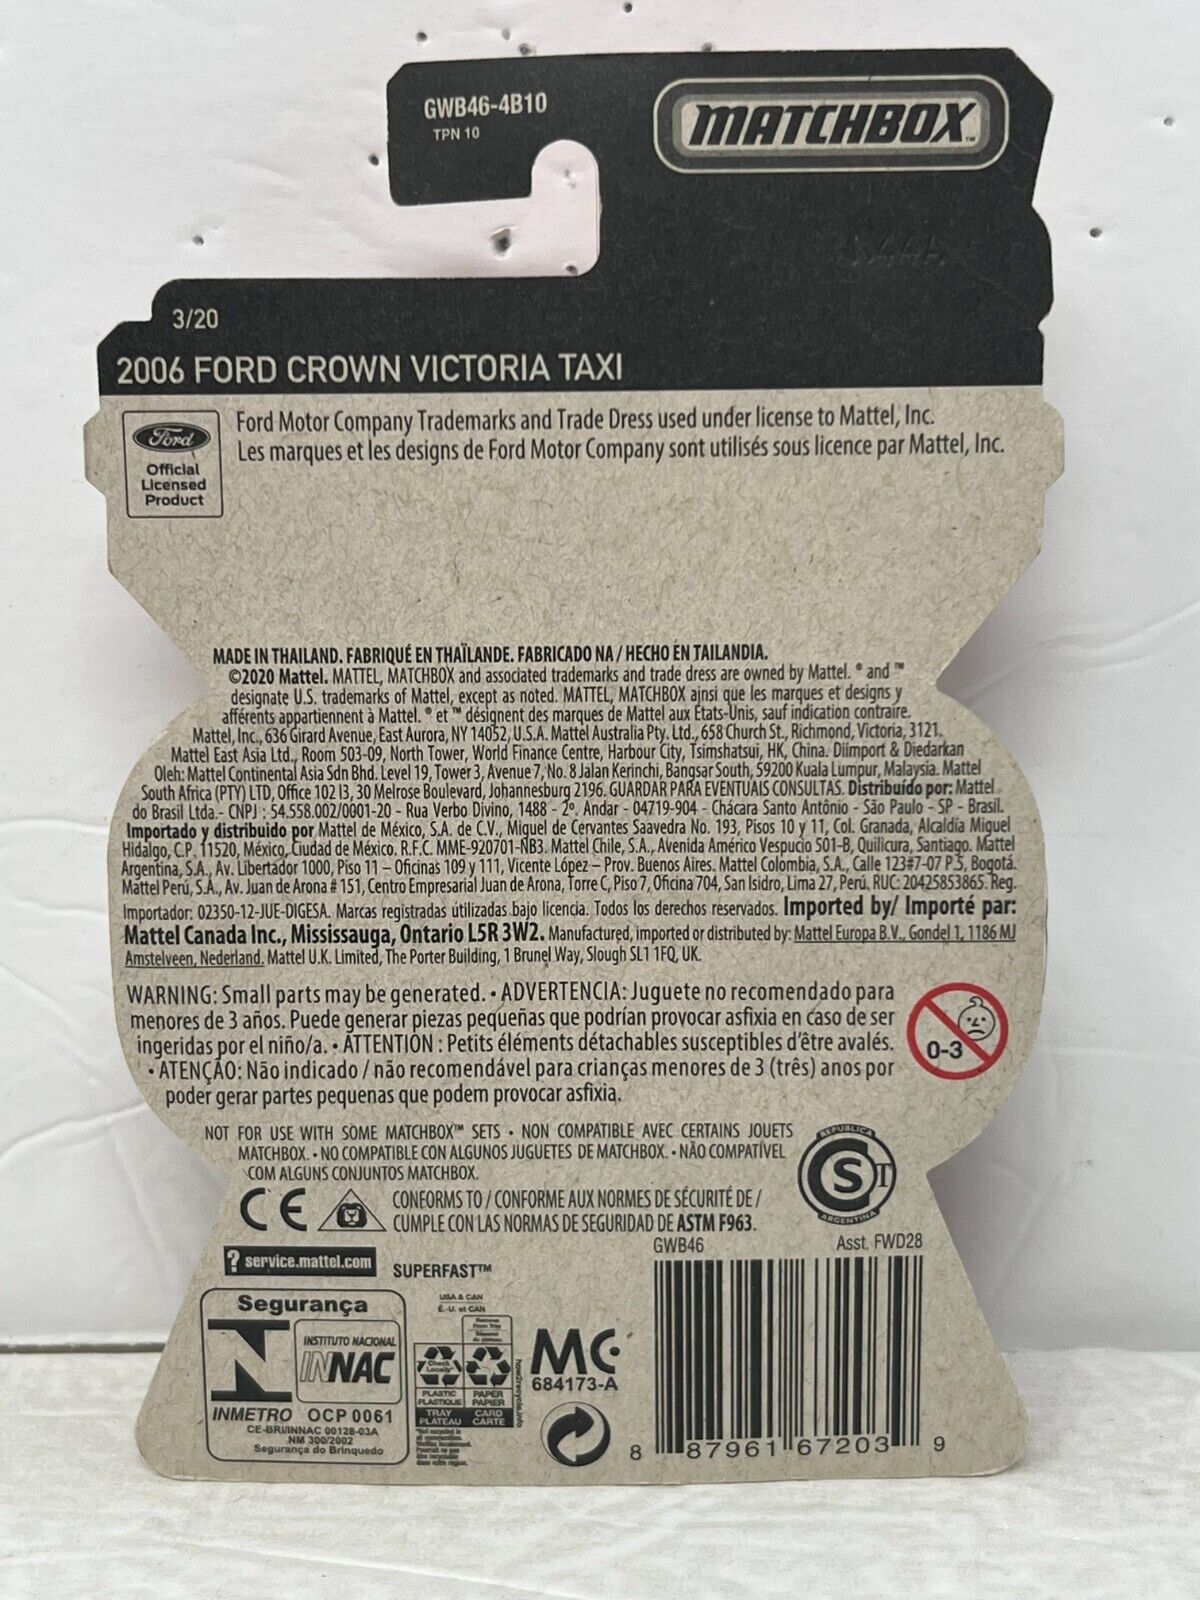 GWB46-4B10
TPN 10
MATCHBOX™
3/20
2006 FORD CROWN VICTORIA TAXI
Ford
Official
Licensed
Product
Ford Motor Company Trademarks and Trade Dress used under license to Mattel, Inc.
Les marques et les designs de Ford Motor Company sont utilisés sous licence par Mattel, Inc.
MADE IN THAILAND. FABRIQUÉ EN THAÏLANDE. FABRICADO NA / HECHO EN TAILANDIA.
©2020 Mattel. MATTEL, MATCHBOX and associated trademarks and trade dress are owned by Mattel. ® and ™
designate U.S. trademarks of Mattel, except as noted. MATTEL, MATCHBOX ainsi que les marques et designs y
afférents appartiennent à Mattel. ® et ™ désignent des marques de Mattel aux États-Unis, sauf indication contraire.
Mattel, Inc., 636 Girard Avenue, East Aurora, NY 14052, U.S.A. Mattel Australia Pty. Ltd., 658 Church St., Richmond, Victoria, 3121.
Mattel East Asia Ltd., Room 503-09, North Tower, World Finance Centre, Harbour City, Tsimshatsui, HK, China. Diimport & Diedarkan
Oleh: Mattel Continental Asia Sdn Bhd. Level 19, Tower 3, Avenue 7, No. 8 Jalan Kerinchi, Bangsar South, 59200 Kuala Lumpur, Malaysia. Mattel
South Africa (PTY) LTD, Office 102 I3, 30 Melrose Boulevard, Johannesburg 2196. GUARDAR PARA EVENTUAIS CONSULTAS. Distribuído por: Mattel
do Brasil Ltda.- CNPJ : 54.558.002/0001-20 - Rua Verbo Divino, 1488 - 2º. Andar - 04719-904 - Chácara Santo Antônio - São Paulo - SP - Brasil.
Importado y distribuido por Mattel de México, S.A. de C.V., Miguel de Cervantes Saavedra No. 193, Pisos 10 y 11, Col. Granada, Alcaldía Miguel
Hidalgo, C.P. 11520, México, Ciudad de México. R.F.C. MME-920701-NB3. Mattel Chile, S.A., Avenida Américo Vespucio 501-B, Quilicura, Santiago. Mattel
Argentina, S.A., Av. Libertador 1000, Piso 11 – Oficinas 109 y 111, Vicente López – Prov. Buenos Aires. Mattel Colombia, S.A., Calle 123#7-07 P.5, Bogotá.
Mattel Perú, S.A., Av. Juan de Arona # 151, Centro Empresarial Juan de Arona, Torre C, Piso 7, Oficina 704, San Isidro, Lima 27, Perú. RUC: 20425853865. Reg.
Importador: 02350-12-JUE-DIGESA. Marcas registradas utilizadas bajo licencia. Todos los derechos reservados. Imported by/ Importé par:
Mattel Canada Inc., Mississauga, Ontario L5R 3W2. Manufactured, imported or distributed by: Mattel Europa B.V., Gondel 1, 1186 MJ
Amstelveen, Nederland. Mattel U.K. Limited, The Porter Building, 1 Brunel Way, Slough SL1 1FQ, UK.
WARNING: Small parts may be generated. • ADVERTENCIA: Juguete no recomendado para
menores de 3 años. Puede generar piezas pequeñas que podrían provocar asfixia en caso de ser
ingeridas por el niño/a. • ATTENTION : Petits éléments détachables susceptibles d'être avalés.
• ATENÇÃO: Não indicado / não recomendável para crianças menores de 3 (três) anos por
poder gerar partes pequenas que podem provocar asfixia.
0-3
NOT FOR USE WITH SOME MATCHBOX™ SETS • NON COMPATIBLE AVEC CERTAINS JOUETS
MATCHBOX. • NO COMPATIBLE CON ALGUNOS JUGUETES DE MATCHBOX. • NÃO COMPATÍVEL
COM ALGUNS CONJUNTOS MATCHBOX.
REPUBLICA
S T
ARGENTINA
CE
CONFORMS TO / CONFORME AUX NORMES DE SÉCURITÉ DE /
CUMPLE CON LAS NORMAS DE SEGURIDAD DE ASTM F963.
GWB46
Asst. FWD28
? service.mattel.com
SUPERFAST™
Segurança
INSTITUTO NACIONAL
INNAC
INMETRO OCP 0061
CE-BRI/INNAC 00128-03A
NM 300/2002
Segurança do Brinquedo
USA & CAN
É.-U. et CAN
Remove
From Tray
Check
Locally
PLASTIC
PLASTIQUE
TRAY
PLATEAU
PAPER
PAPIER
CARD
CARTE
how2recycle.info
MC
684173-A
8 87961 67203 9